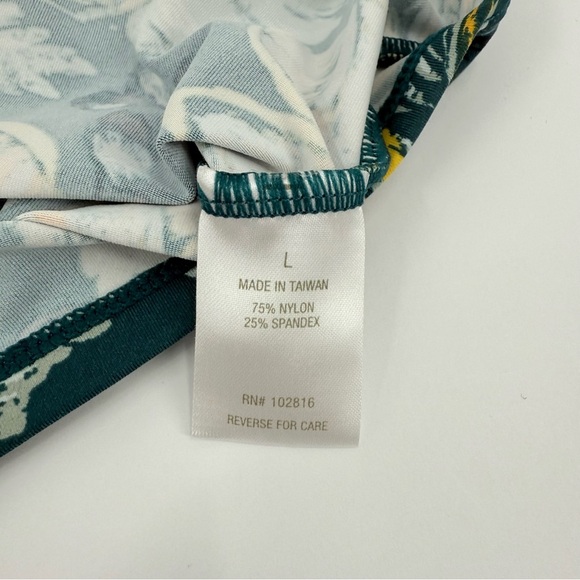 L
MADE IN TAIWAN
75% NYLON
25% SPANDEX
RN# 102816
REVERSE FOR CARE